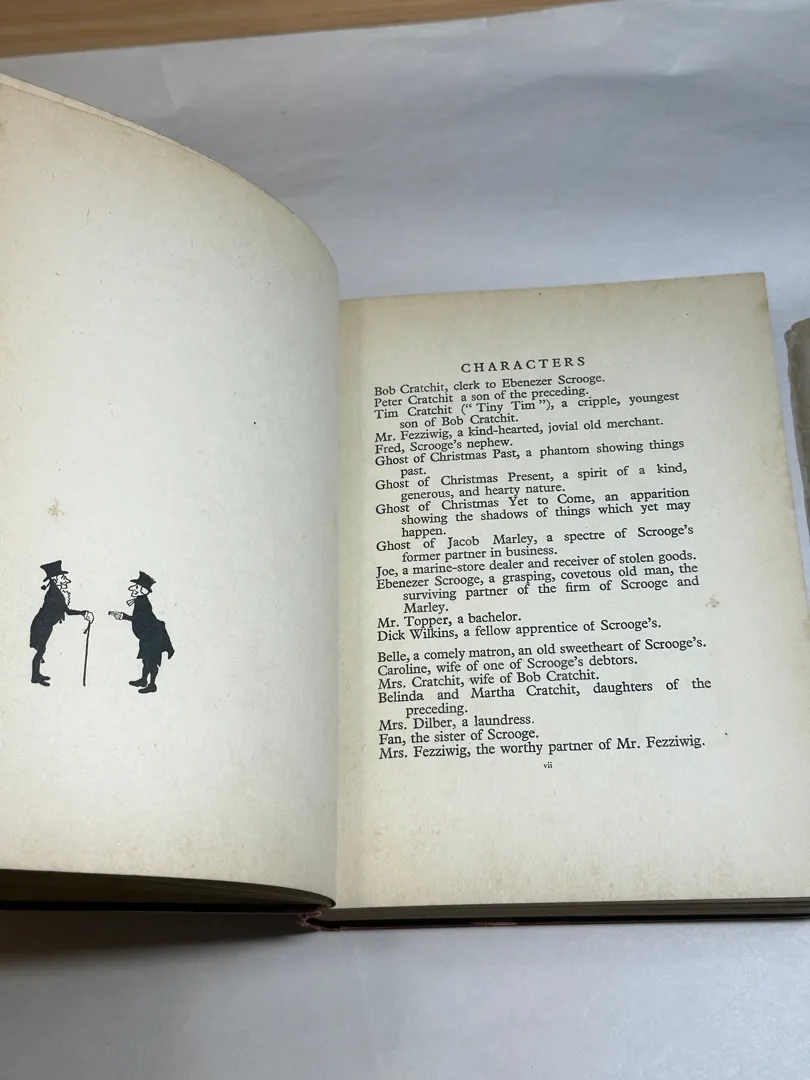 CHARACTERS
Bob Cratchit, clerk to Ebenezer Scrooge.
Peter Cratchit a son of the preceding.
Tim Cratchit (“Tiny Tim”), a cripple, youngest
son of Bob Cratchit.
Mr. Fezziwig, a kind-hearted, jovial old merchant.
Fred, Scrooge's nephew.
Ghost of Christmas Past, a phantom showing things
past.
Ghost of Christmas Present, a spirit of a kind,
generous, and hearty nature.
Ghost of Christmas Yet to Come, an apparition
showing the shadows of things which yet may
happen.
Ghost of Jacob Marley, a spectre of Scrooge's
former partner in business.
Joe, a marine-store dealer and receiver of stolen goods.
Ebenezer Scrooge, a grasping, covetous old man, the
surviving partner of the firm of Scrooge and
Marley.
Mr. Topper, a bachelor.
Dick Wilkins, a fellow apprentice of Scrooge's.
Belle, a comely matron, an old sweetheart of Scrooge's.
Caroline, wife of one of Scrooge's debtors.
Mrs. Cratchit, wife of Bob Cratchit.
Belinda and Martha Cratchit, daughters of the
preceding.
Mrs. Dilber, a laundress.
Fan, the sister of Scrooge.
Mrs. Fezziwig, the worthy partner of Mr. Fezziwig.
vii